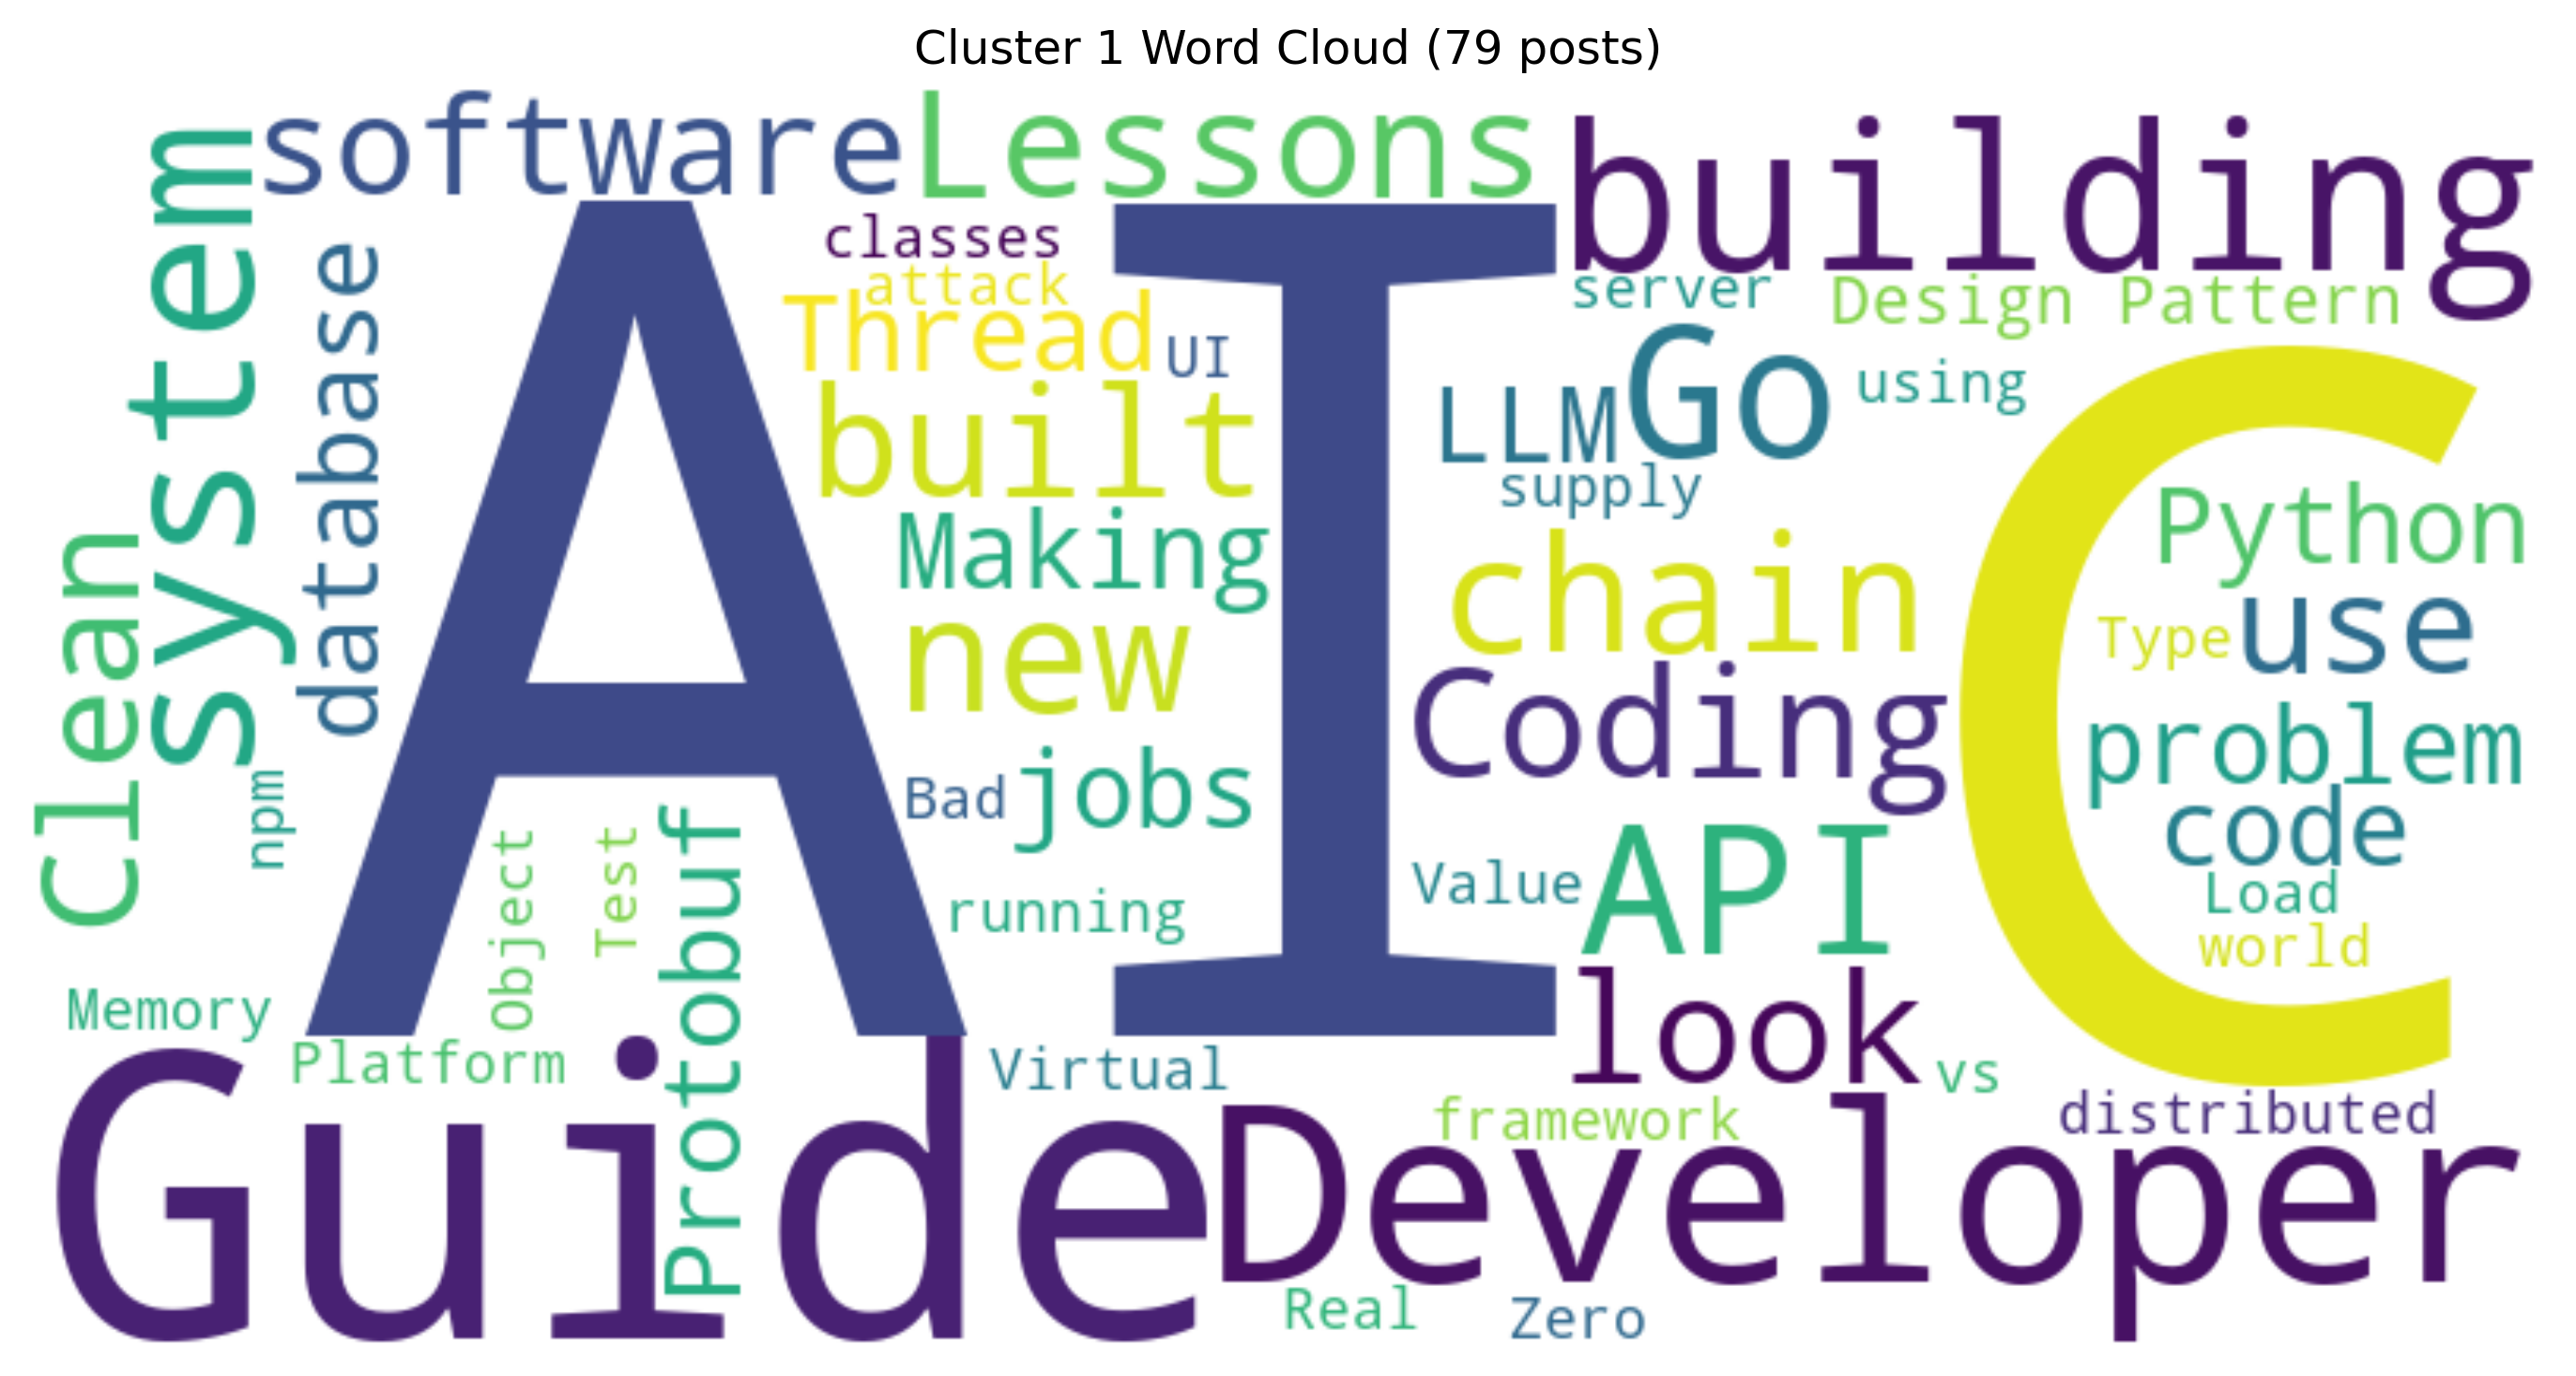 Cluster 1 Word Cloud (79 posts)
software
Lessons
building
system
classes
attack
Thread
UI
server
Design Pattern
database
AI
built
LLM
Go
using
C
supply
Python
Making
chain
Type
use
Clean
new
Coding
problem
npm
Bad
jobs
code
Object
Test
Protobuf
running
Value
API
Load
world
Memory
Platform
Virtual
look
vs
Guide
framework
distributed
Developer
Real
Zero